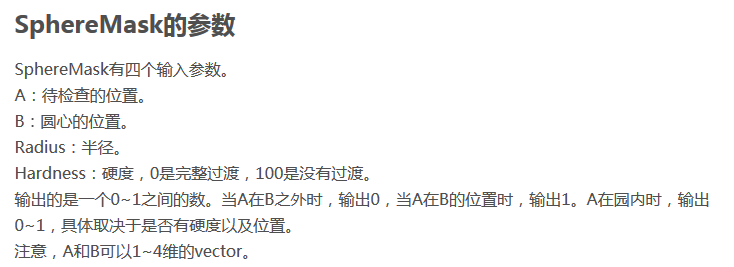 SphereMask的参数
SphereMask有四个输入参数。
A：待检查的位置。
B：圆心的位置。
Radius：半径。
Hardness：硬度，0是完整过渡，100是没有过渡。
输出的是一个0~1之间的数。当A在B之外时，输出0，当A在B的位置时，输出1。A在园内时，输出
0~1，具体取决于是否有硬度以及位置。
注意，A和B可以1~4维的vector。